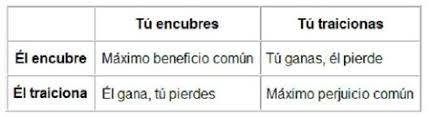 Tú encubres Tú traicionas
Él encubre Máximo beneficio común Tú ganas, él pierde
Él traiciona Él gana, tú pierdes Máximo perjuicio común